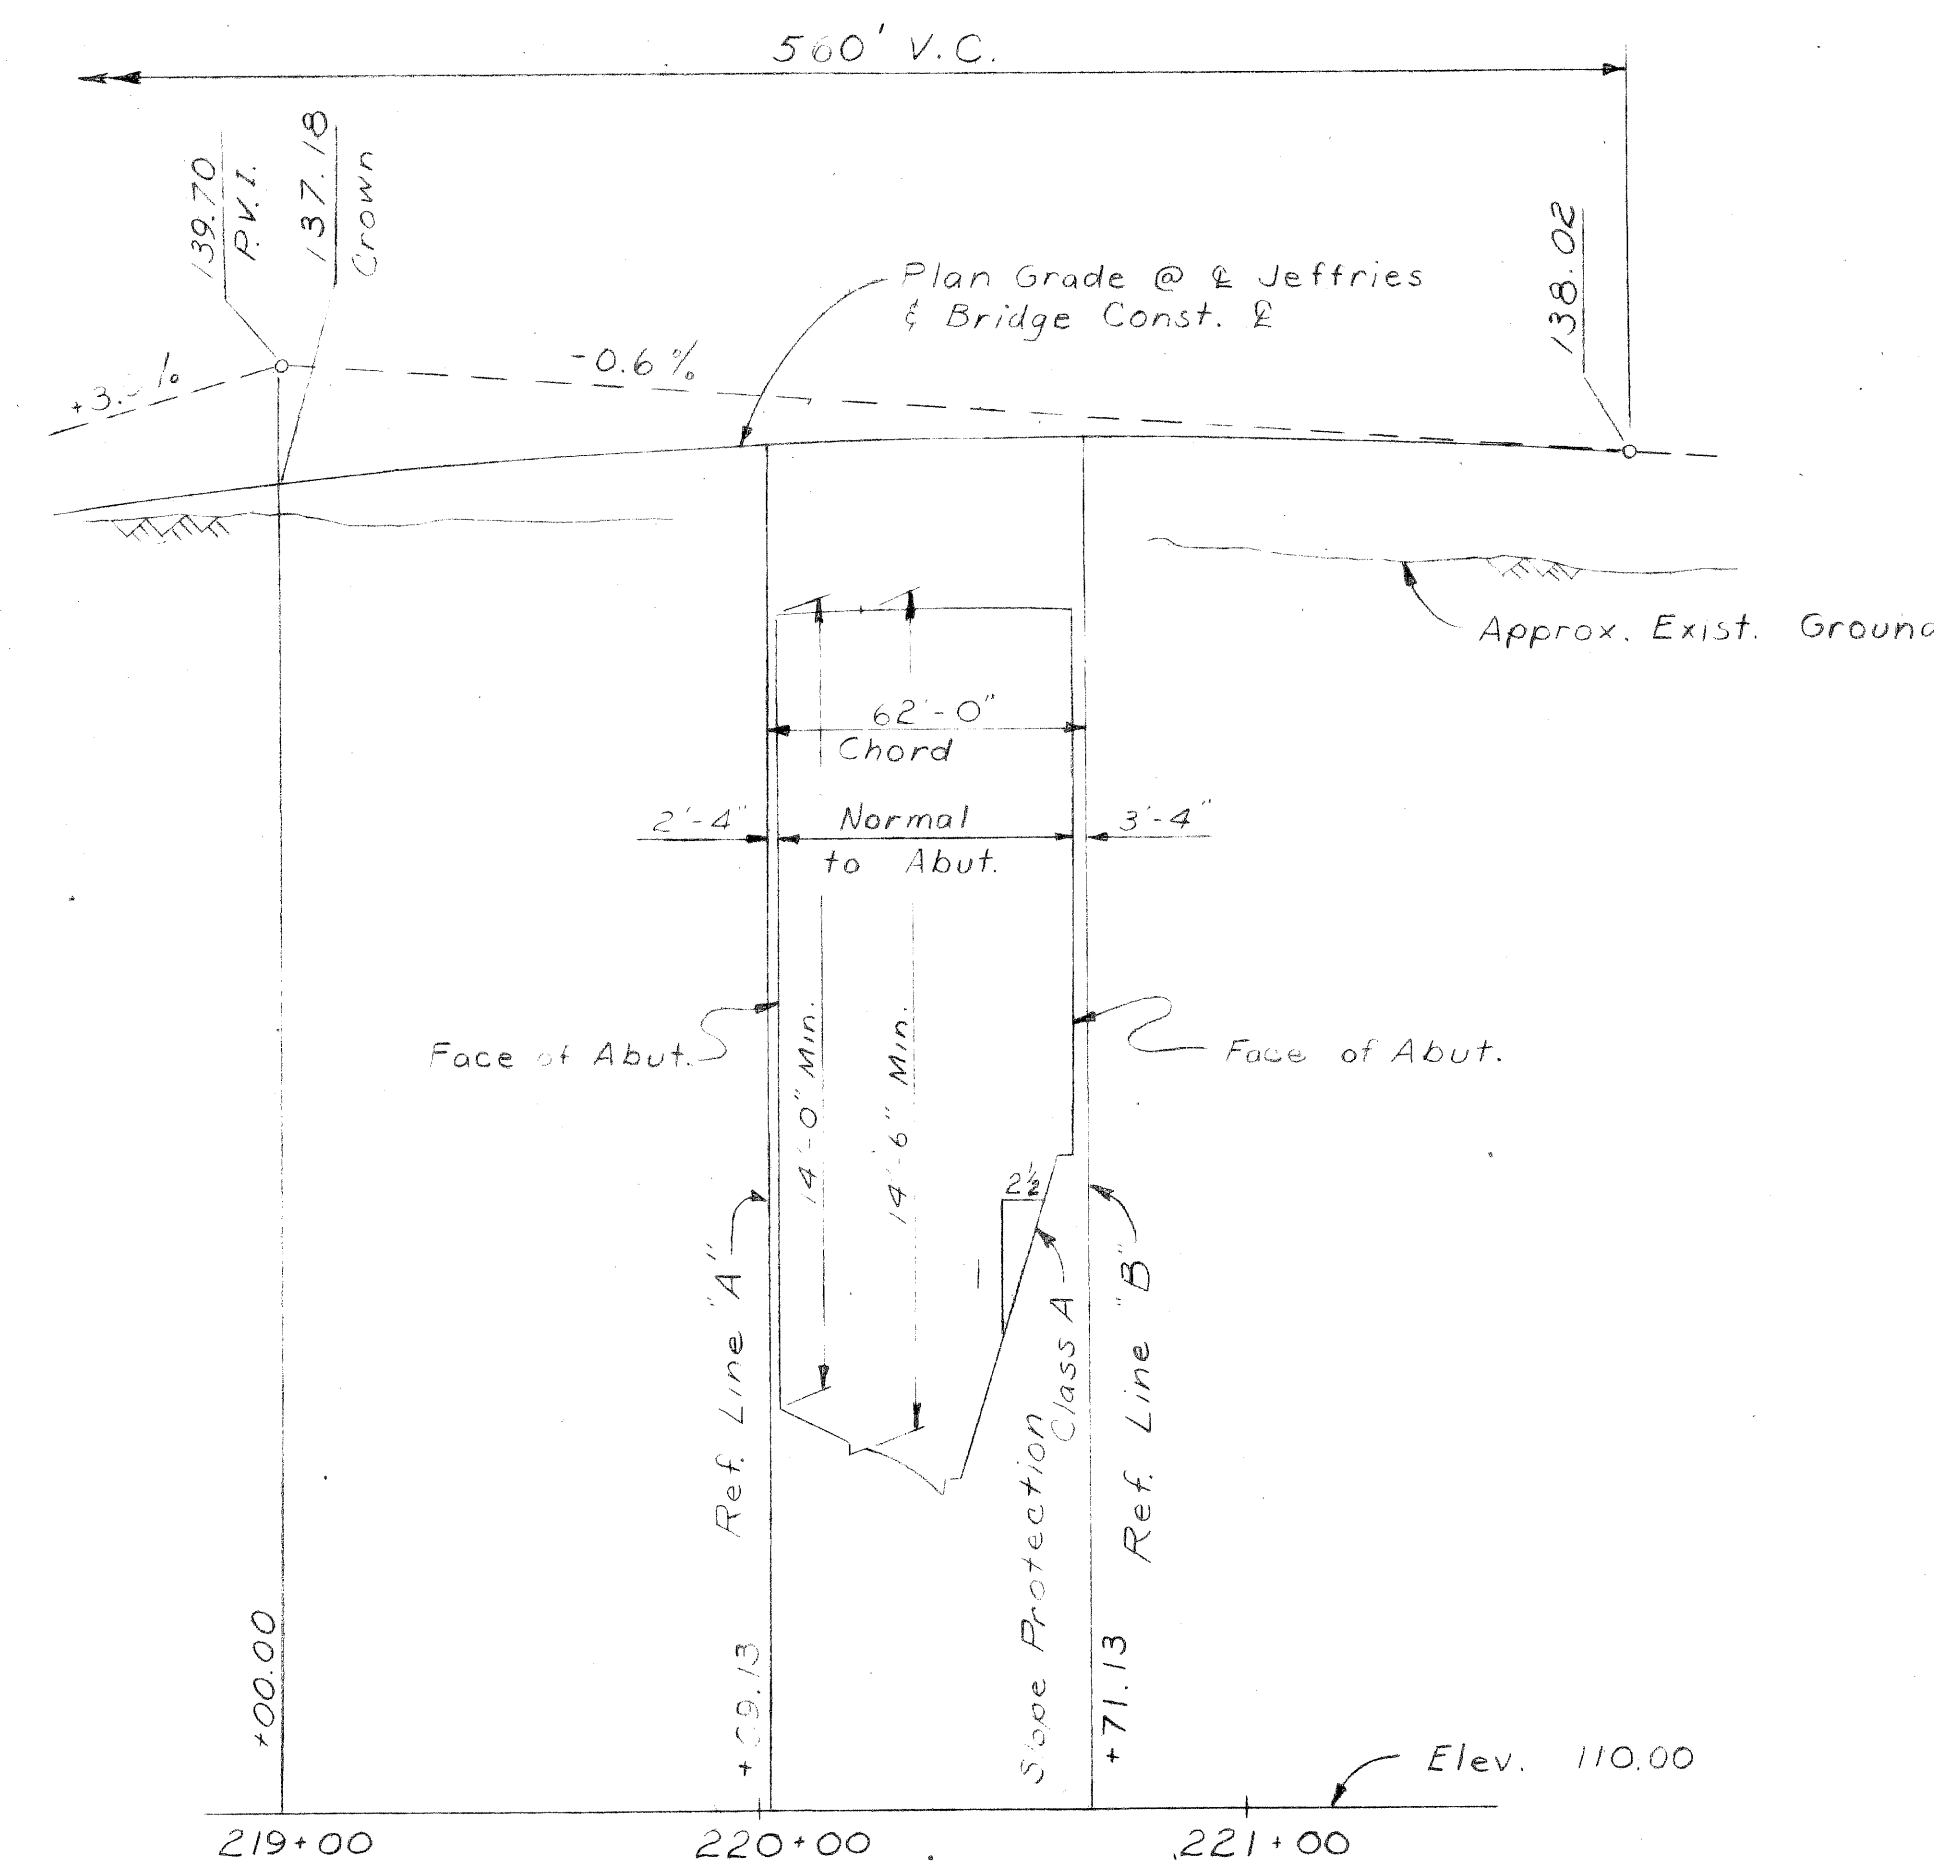 560' V.C.
139.70
P.V.I.
137.18
Crown
138.02
Plan Grade @ ℄ Jeffries
& Bridge Const. ℄
-0.6%
Approx. Exist. Ground
62'-0"
Chord
2'-4"
Normal
to Abut.
3'-4"
Face of Abut.
14'-0" Min.
14'-6" Min.
Face of Abut.
2½
1
Ref. Line "A"
Slope Protection
Class A
Ref. Line "B"
+00.00
+71.13
Elev. 110.00
219+00
220+00
221+00